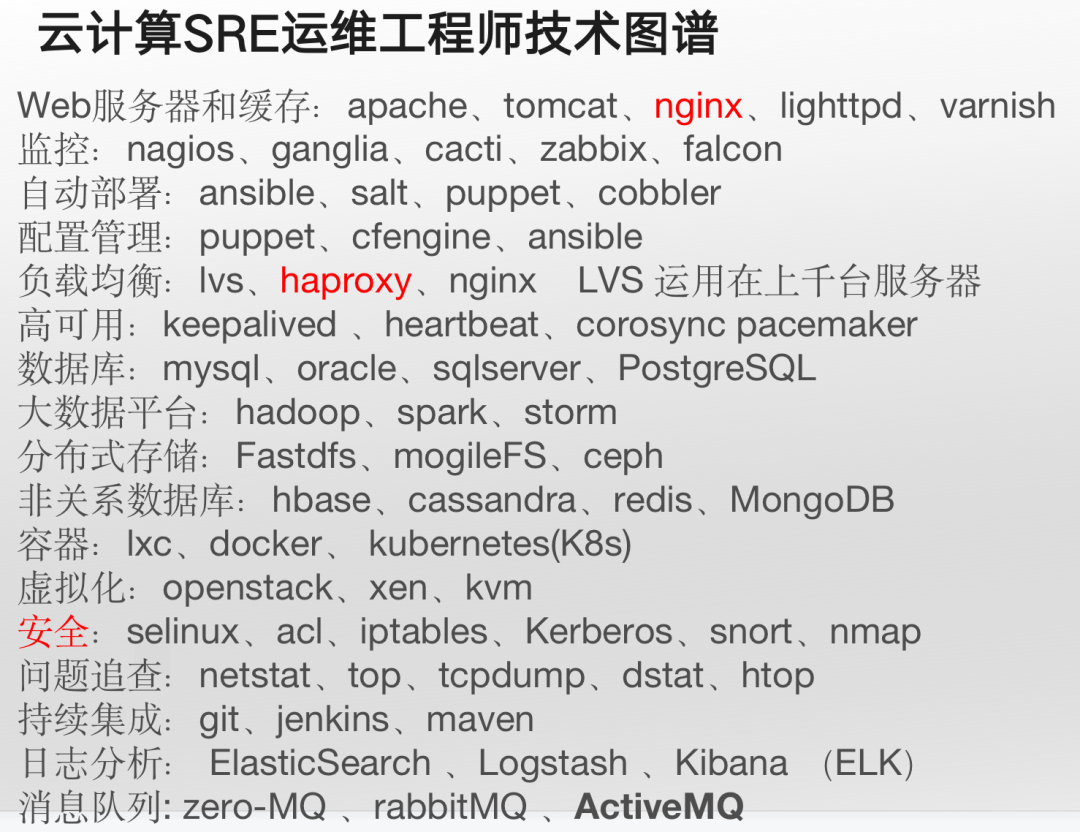 云计算SRE运维工程师技术图谱
Web服务器和缓存：apache、tomcat、nginx、lighttpd、varnish
监控：nagios、ganglia、cacti、zabbix、falcon
自动部署：ansible、salt、puppet、cobbler
配置管理：puppet、cfengine、ansible
负载均衡：lvs、haproxy、nginx LVS 运用在上千台服务器
高可用：keepalived 、heartbeat、corosync pacemaker
数据库：mysql、oracle、sqlserver、PostgreSQL
大数据平台：hadoop、spark、storm
分布式存储：Fastdfs、mogileFS、ceph
非关系数据库：hbase、cassandra、redis、MongoDB
容器：lxc、docker、 kubernetes(K8s)
虚拟化：openstack、xen、kvm
安全：selinux、acl、iptables、Kerberos、snort、nmap
问题追查：netstat、top、tcpdump、dstat、htop
持续集成：git、jenkins、maven
日志分析： ElasticSearch 、Logstash 、Kibana （ELK）
消息队列: zero-MQ 、rabbitMQ 、ActiveMQ